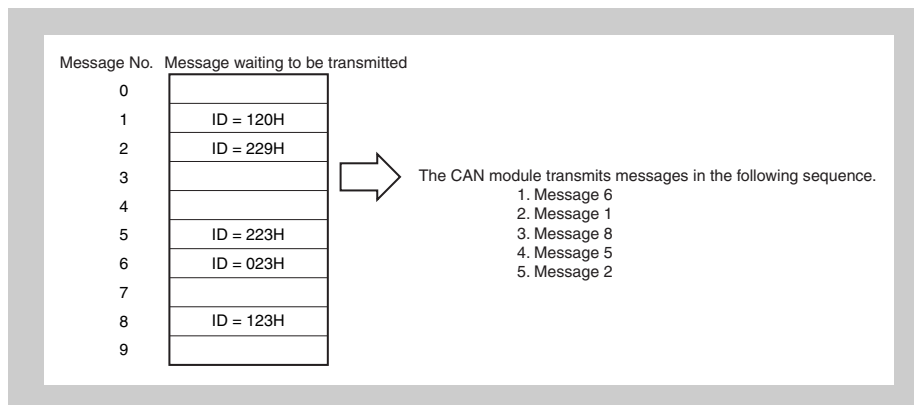 Message No. Message waiting to be transmitted
0
1 ID = 120H
2 ID = 229H
3
4
5 ID = 223H
6 ID = 023H
7
8 ID = 123H
9
The CAN module transmits messages in the following sequence.
1. Message 6
2. Message 1
3. Message 8
4. Message 5
5. Message 2